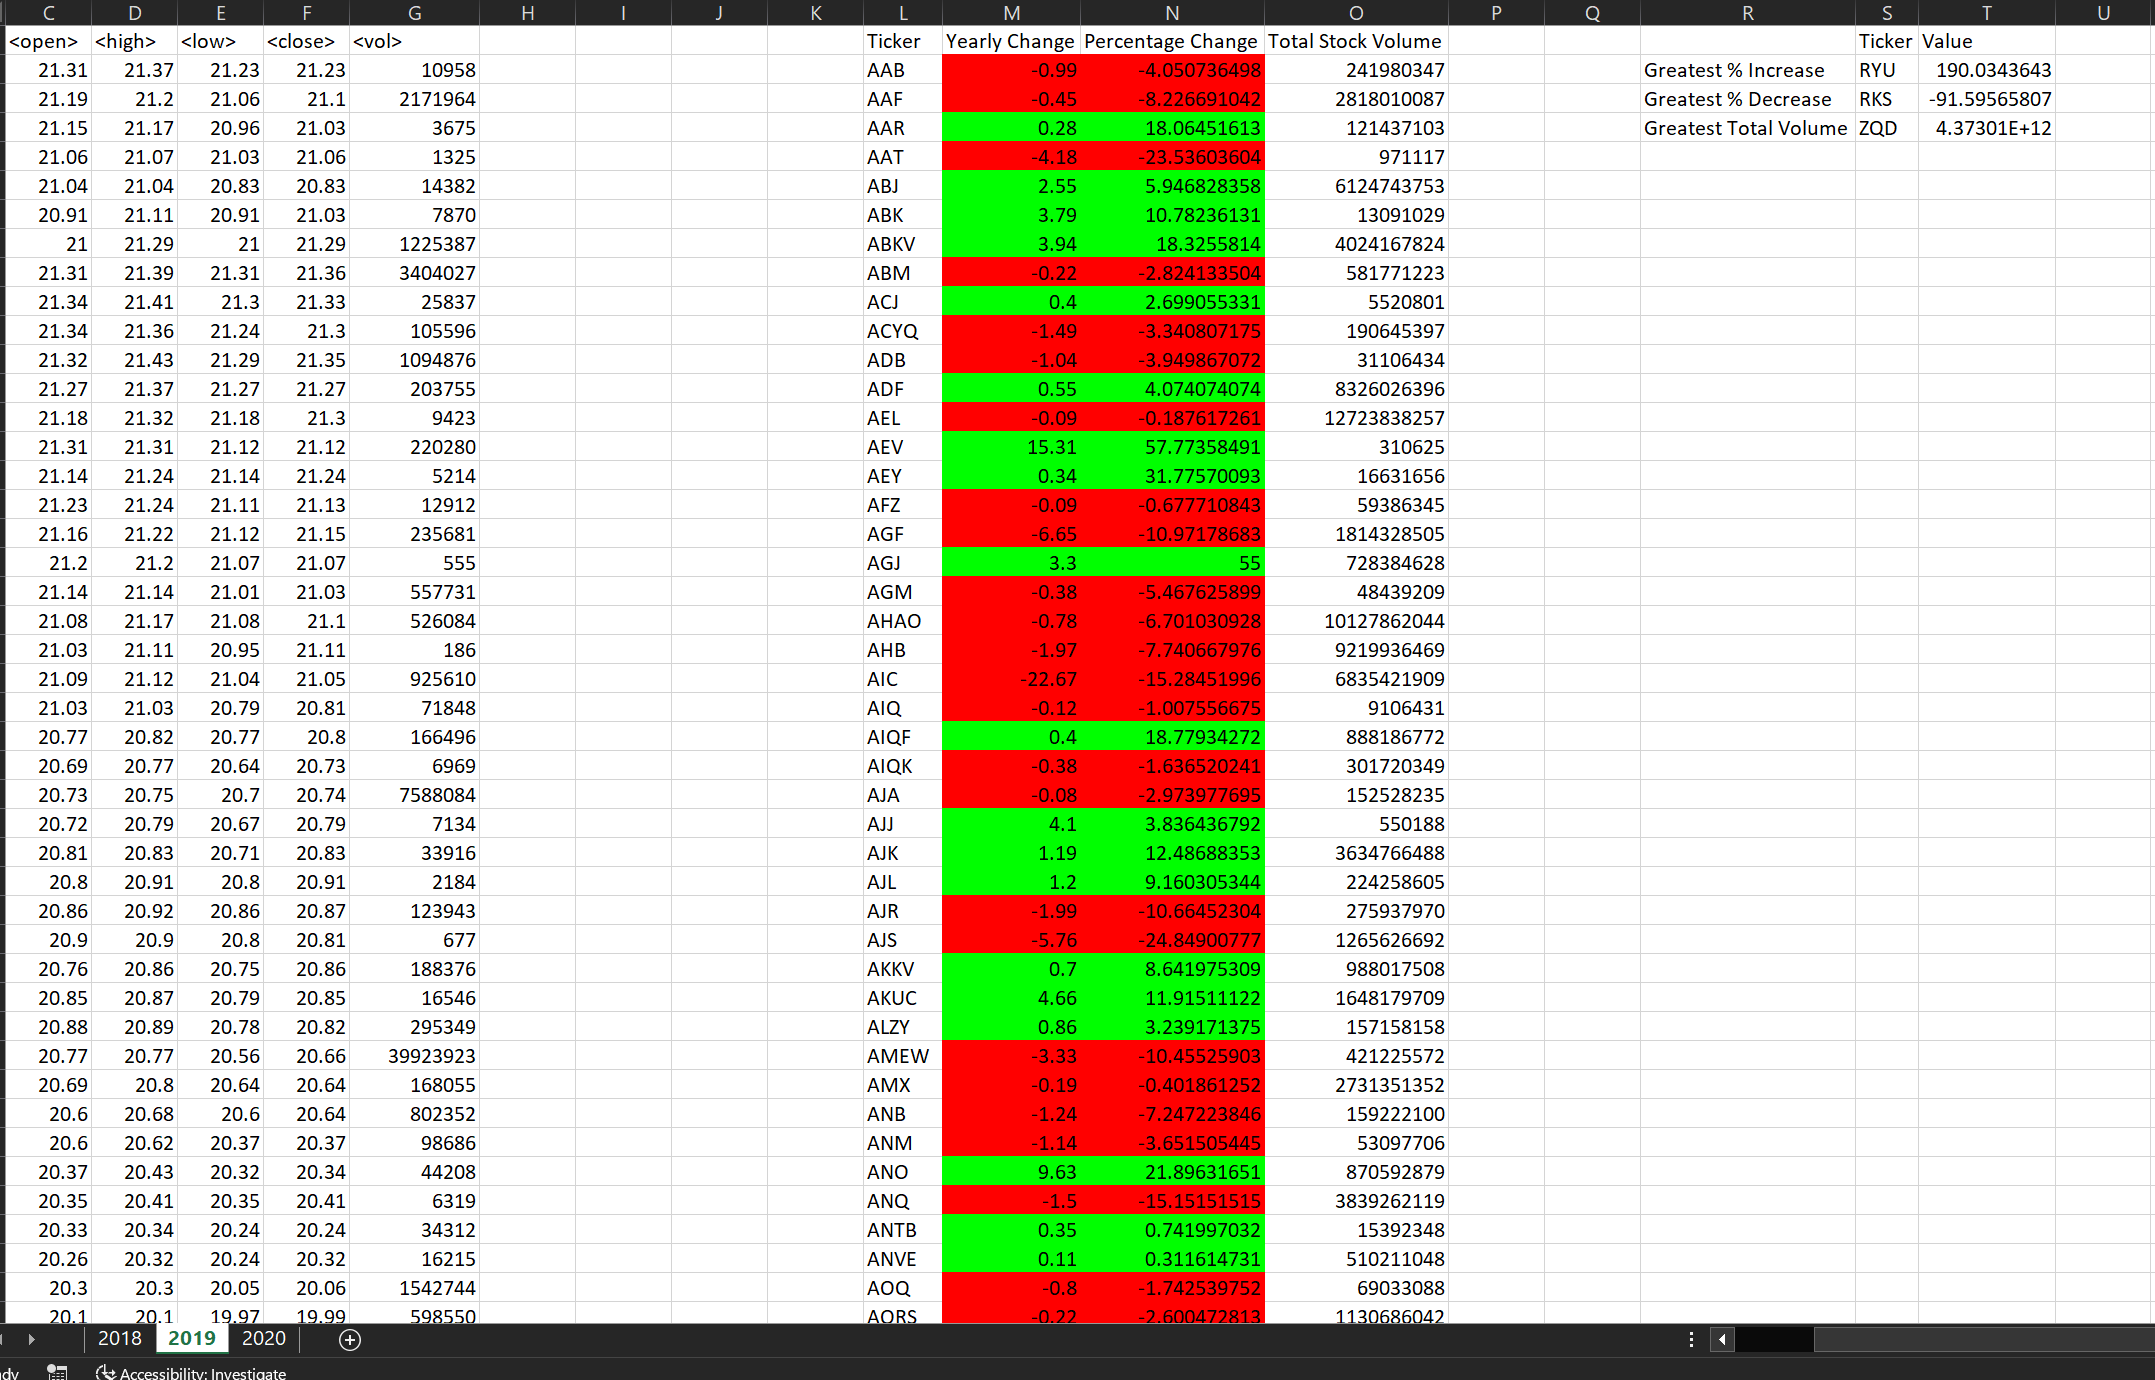 C D E F G H I J K L M N O P Q R S T U
<open> <high> <low> <close> <vol> Ticker Yearly Change Percentage Change Total Stock Volume Ticker Value
21.31 21.37 21.23 21.23 10958 AAB -0.99 -4.050736498 241980347 Greatest % Increase RYU 190.0343643
21.19 21.2 21.06 21.1 2171964 AAF -0.45 -8.226691042 2818010087 Greatest % Decrease RKS -91.59565807
21.15 21.17 20.96 21.03 3675 AAR 0.28 18.06451613 121437103 Greatest Total Volume ZQD 4.37301E+12
21.06 21.07 21.03 21.06 1325 AAT -4.18 -23.53603604 971117
21.04 21.04 20.83 20.83 14382 ABJ 2.55 5.946828358 6124743753
20.91 21.11 20.91 21.03 7870 ABK 3.79 10.78236131 13091029
21 21.29 21 21.29 1225387 ABKV 3.94 18.3255814 4024167824
21.31 21.39 21.31 21.36 3404027 ABM -0.22 -2.824133504 581771223
21.34 21.41 21.3 21.33 25837 ACJ 0.4 2.699055331 5520801
21.34 21.36 21.24 21.3 105596 ACYQ -1.49 -3.340807175 190645397
21.32 21.43 21.29 21.35 1094876 ADB -1.04 -3.949867072 31106434
21.27 21.37 21.27 21.27 203755 ADF 0.55 4.074074074 8326026396
21.18 21.32 21.18 21.3 9423 AEL -0.09 -0.187617261 12723838257
21.31 21.31 21.12 21.12 220280 AEV 15.31 57.77358491 310625
21.14 21.24 21.14 21.24 5214 AEY 0.34 31.77570093 16631656
21.23 21.24 21.11 21.13 12912 AFZ -0.09 -0.677710843 59386345
21.16 21.22 21.12 21.15 235681 AGF -6.65 -10.97178683 1814328505
21.2 21.2 21.07 21.07 555 AGJ 3.3 55 728384628
21.14 21.14 21.01 21.03 557731 AGM -0.38 -5.467625899 48439209
21.08 21.17 21.08 21.1 526084 AHAO -0.78 -6.701030928 10127862044
21.03 21.11 20.95 21.11 186 AHB -1.97 -7.740667976 9219936469
21.09 21.12 21.04 21.05 925610 AIC -22.67 -15.28451996 6835421909
21.03 21.03 20.79 20.81 71848 AIQ -0.12 -1.007556675 9106431
20.77 20.82 20.77 20.8 166496 AIQF 0.4 18.77934272 888186772
20.69 20.77 20.64 20.73 6969 AIQK -0.38 -1.636520241 301720349
20.73 20.75 20.7 20.74 7588084 AJA -0.08 -2.973977695 152528235
20.72 20.79 20.67 20.79 7134 AJJ 4.1 3.836436792 550188
20.81 20.83 20.71 20.83 33916 AJK 1.19 12.48688353 3634766488
20.8 20.91 20.8 20.91 2184 AJL 1.2 9.160305344 224258605
20.86 20.92 20.86 20.87 123943 AJR -1.99 -10.66452304 275937970
20.9 20.9 20.8 20.81 677 AJS -5.76 -24.84900777 1265626692
20.76 20.86 20.75 20.86 188376 AKKV 0.7 8.641975309 988017508
20.85 20.87 20.79 20.85 16546 AKUC 4.66 11.91511122 1648179709
20.88 20.89 20.78 20.82 295349 ALZY 0.86 3.239171375 157158158
20.77 20.77 20.56 20.66 39923923 AMEW -3.33 -10.45525903 421225572
20.69 20.8 20.64 20.64 168055 AMX -0.19 -0.401861252 2731351352
20.6 20.68 20.6 20.64 802352 ANB -1.24 -7.247223846 159222100
20.6 20.62 20.37 20.37 98686 ANM -1.14 -3.651505445 53097706
20.37 20.43 20.32 20.34 44208 ANO 9.63 21.89631651 870592879
20.35 20.41 20.35 20.41 6319 ANQ -1.5 -15.15151515 3839262119
20.33 20.34 20.24 20.24 34312 ANTB 0.35 0.741997032 15392348
20.26 20.32 20.24 20.32 16215 ANVE 0.11 0.311614731 510211048
20.3 20.3 20.05 20.06 1542744 AOQ -0.8 -1.742539752 69033088
20.1 20.1 19.97 19.99 598550 AORS -0.22 -2.600472813 1130686042
2018 2019 2020
dy Accessibility: Investigate